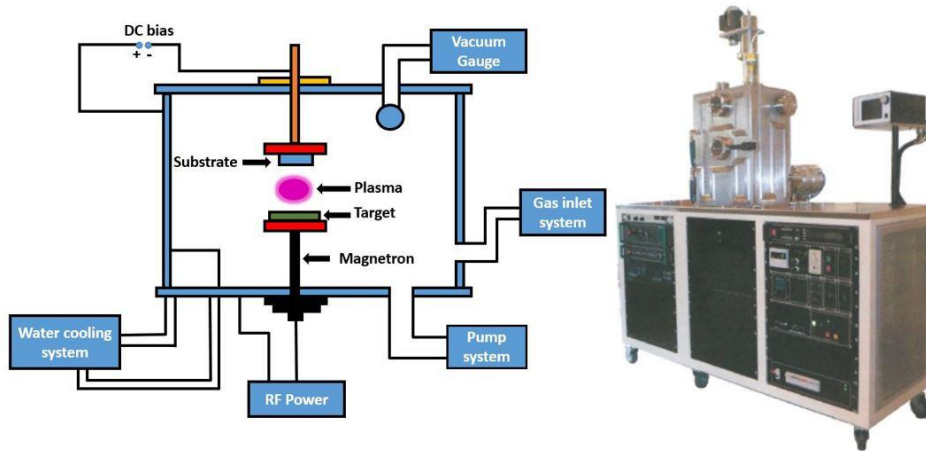 DC bias
+ -
Vacuum
Gauge
Substrate
Plasma
Target
Gas inlet
system
Magnetron
Water cooling
system
Pump
system
RF Power